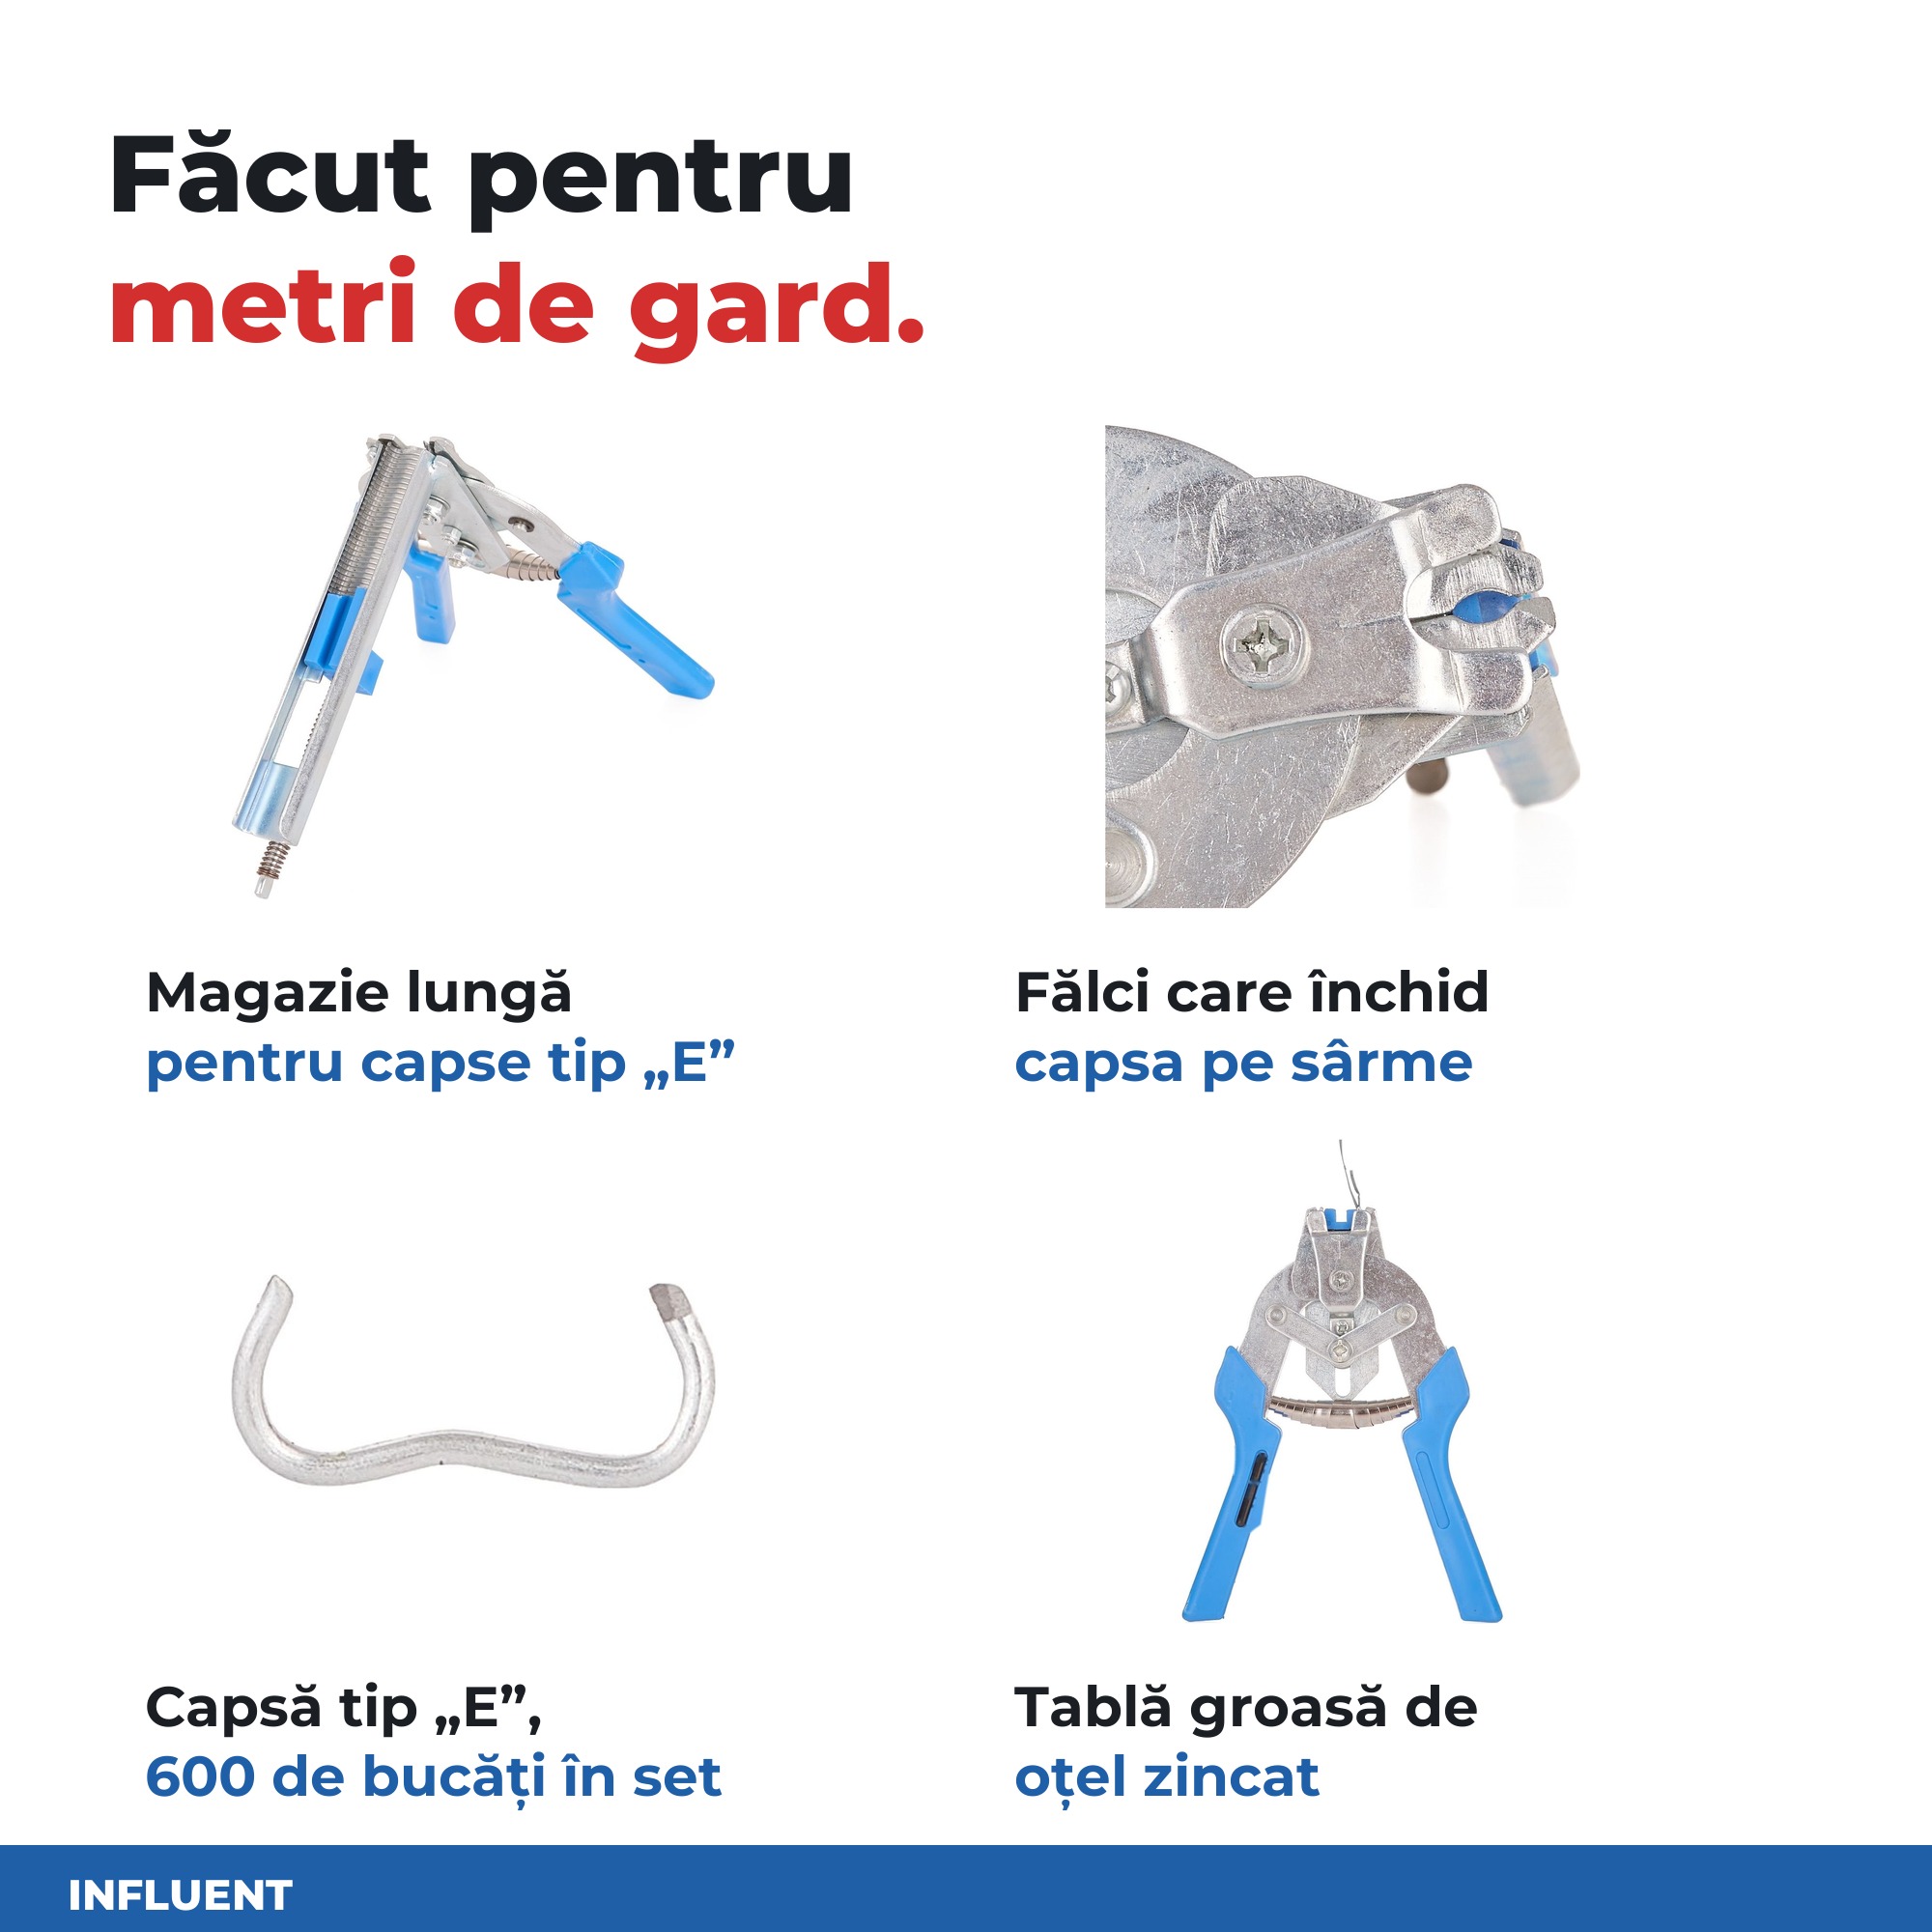 Făcut pentru
metri de gard.
Magazie lungă
pentru capse tip „E”
Fălci care închid
capsa pe sârme
Capsă tip „E”,
600 de bucăți în set
Tablă groasă de
oțel zincat
INFLUENT